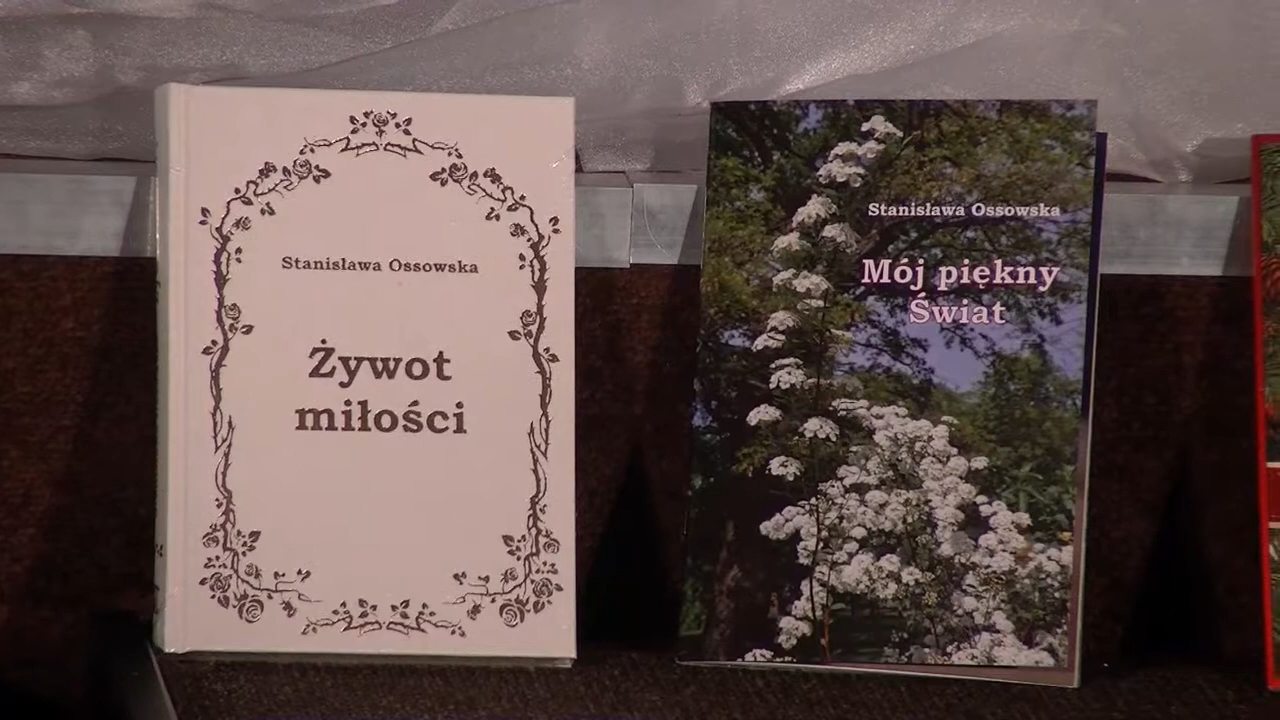 Stanisława Ossowska
Żywot
miłości
Stanisława Ossowska
Mój piękny
Świat